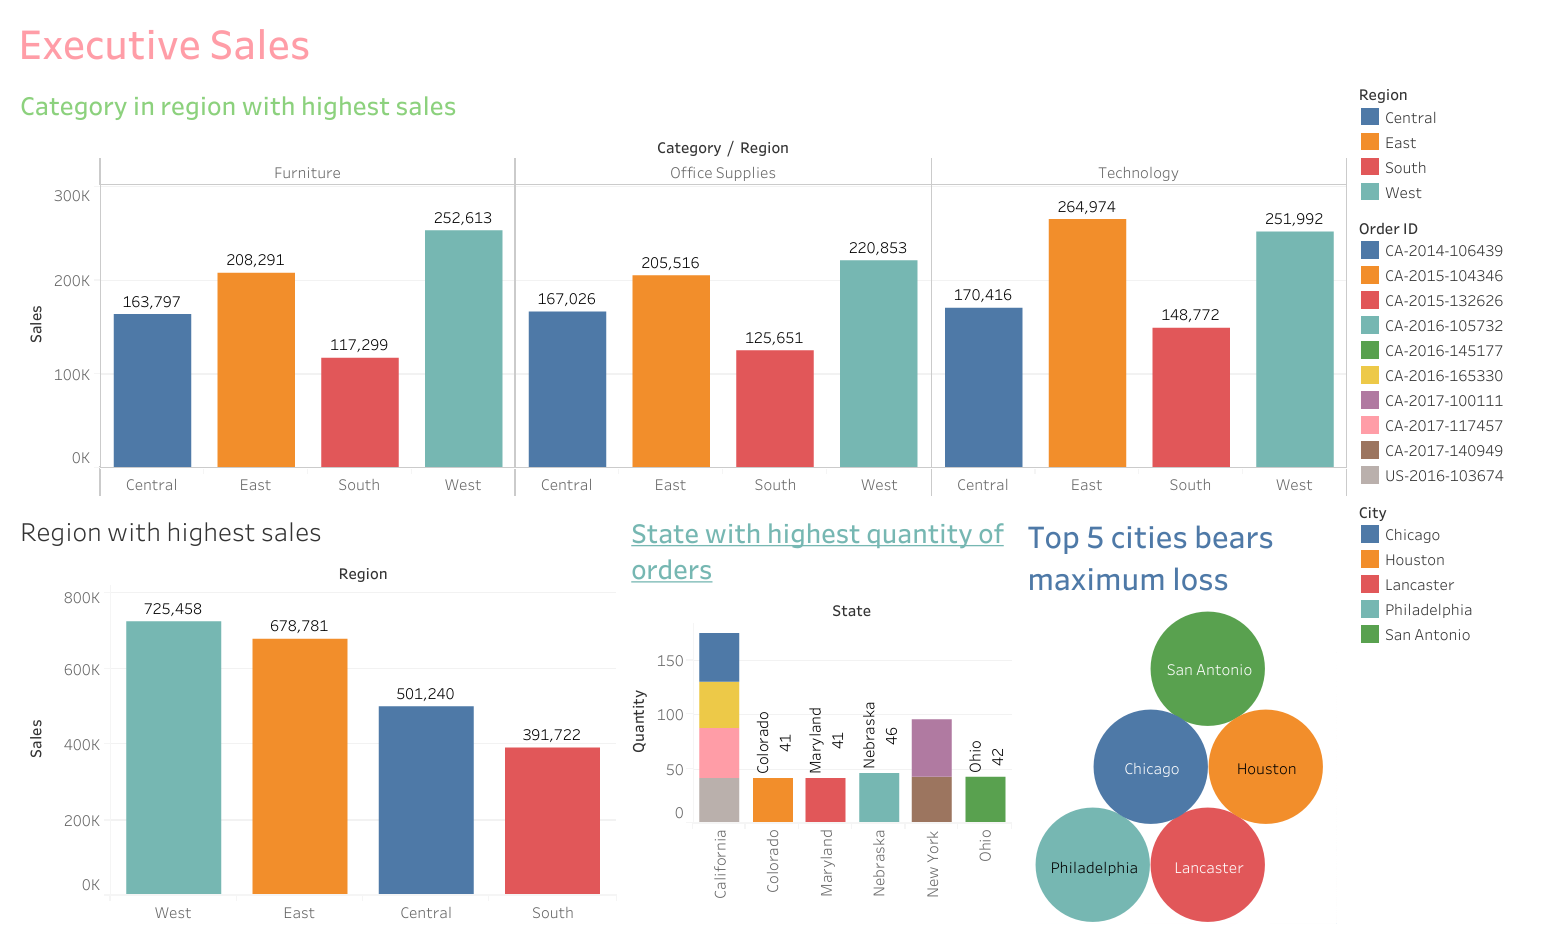 Executive Sales
Category in region with highest sales
Category / Region
Furniture
Office Supplies
Technology
Sales
300K
200K
100K
0K
163,797
208,291
117,299
252,613
167,026
205,516
125,651
220,853
170,416
264,974
148,772
251,992
Central
East
South
West
Central
East
South
West
Central
East
South
West
Region
Central
East
South
West
Order ID
CA-2014-106439
CA-2015-104346
CA-2015-132626
CA-2016-105732
CA-2016-145177
CA-2016-165330
CA-2017-100111
CA-2017-117457
CA-2017-140949
US-2016-103674
City
Chicago
Houston
Lancaster
Philadelphia
San Antonio
Region with highest sales
Region
Sales
800K
600K
400K
200K
0K
725,458
678,781
501,240
391,722
West
East
Central
South
State with highest quantity of
orders
State
Quantity
150
100
50
0
Colorado
41
Maryland
41
Nebraska
46
Ohio
42
California
Colorado
Maryland
Nebraska
New York
Ohio
Top 5 cities bears
maximum loss
San Antonio
Chicago
Houston
Philadelphia
Lancaster